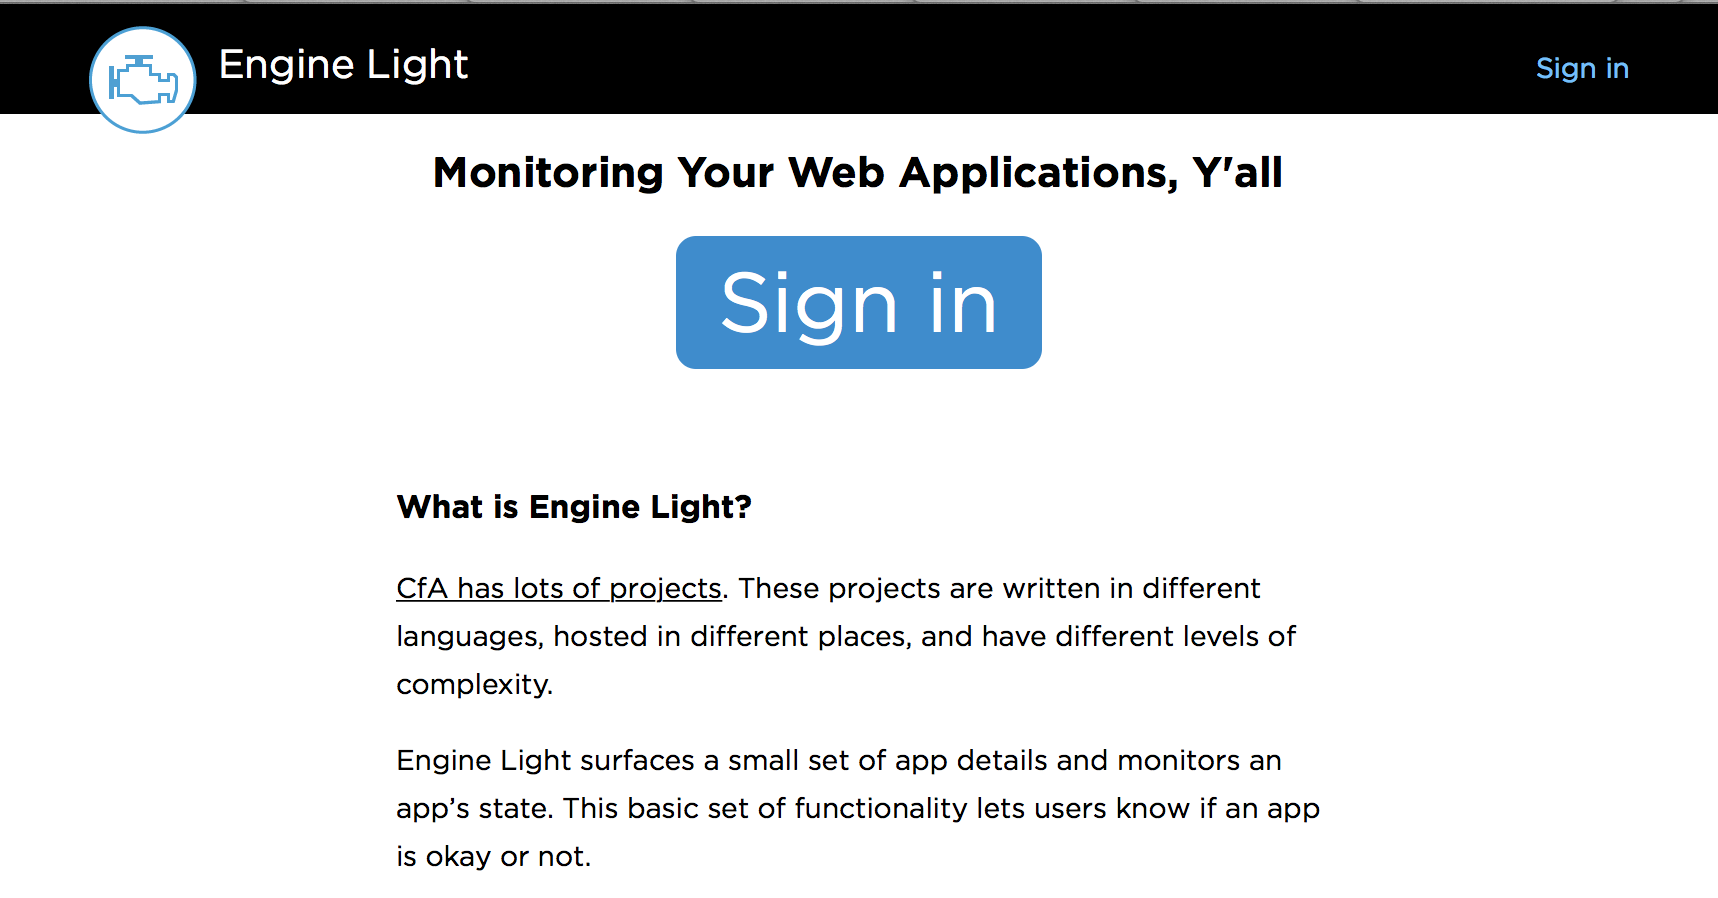 Engine Light
Sign in
Monitoring Your Web Applications, Y'all
Sign in
What is Engine Light?
CfA has lots of projects. These projects are written in different
languages, hosted in different places, and have different levels of
complexity.
Engine Light surfaces a small set of app details and monitors an
app’s state. This basic set of functionality lets users know if an app
is okay or not.